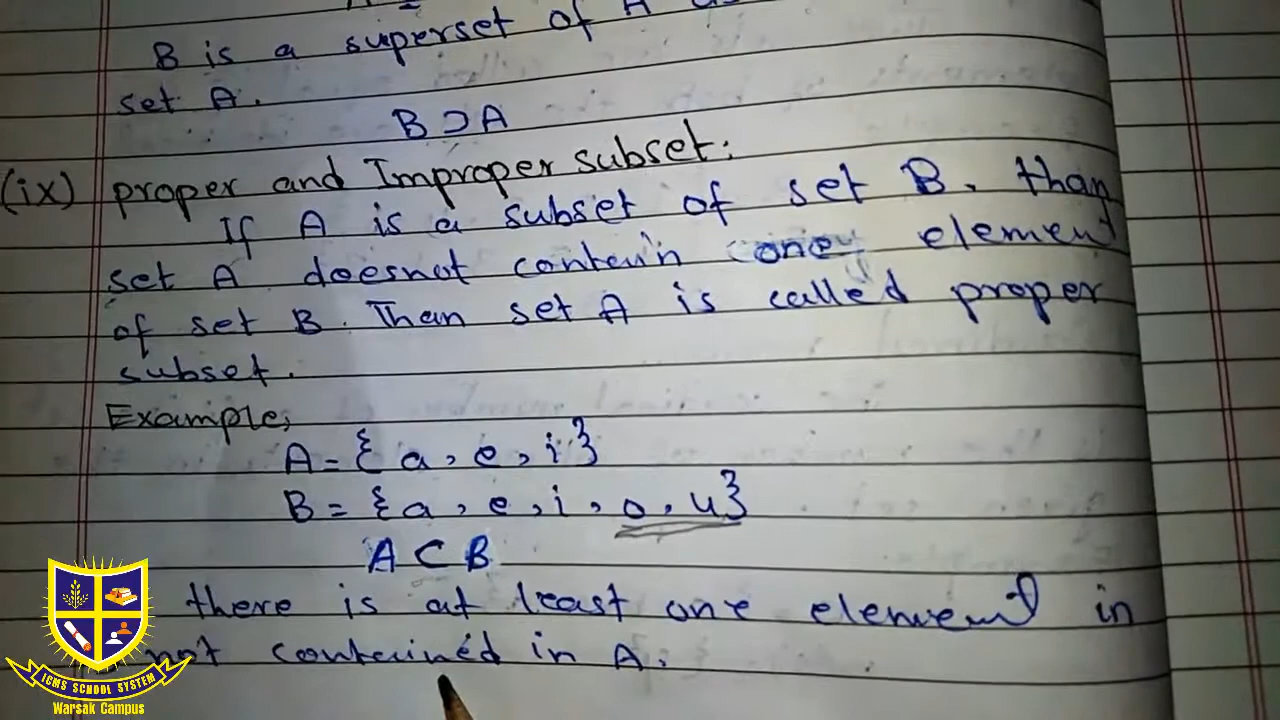 B is a superset of A
set A.
B ⊃ A
(ix) proper and Improper subset:
If A is a subset of set B. than
set A doesnot contain one element
of set B. Then set A is called proper
subset.
Example,
A = {a, e, i}
B = {a, e, i, o, u}
A ⊂ B
there is at least one element in
not contained in A.
ICMS SCHOOL SYSTEM
Warsak Campus